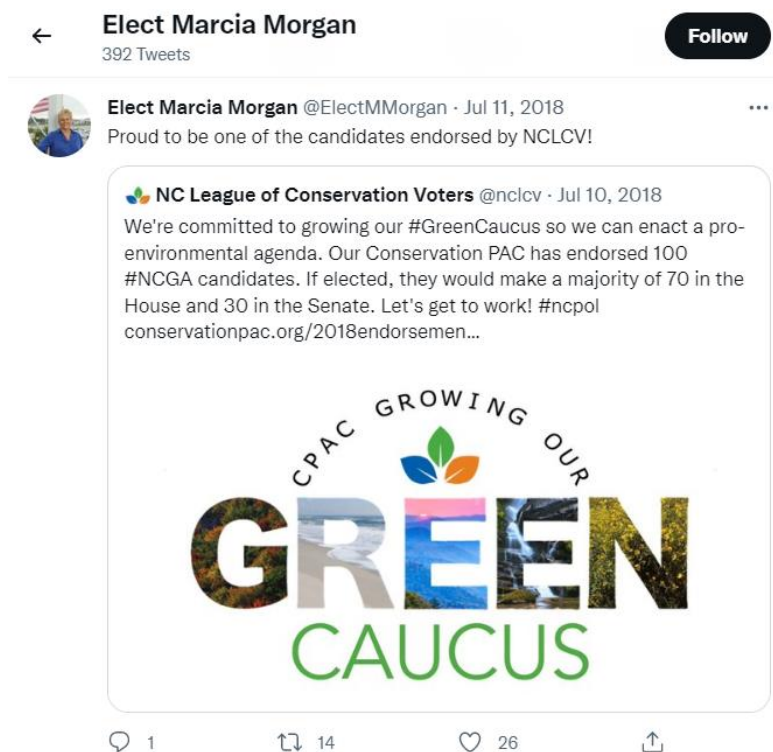 Elect Marcia Morgan
392 Tweets
Follow
Elect Marcia Morgan @ElectMMorgan · Jul 11, 2018
Proud to be one of the candidates endorsed by NCLCV!
NC League of Conservation Voters @nclcv · Jul 10, 2018
We're committed to growing our #GreenCaucus so we can enact a pro-
environmental agenda. Our Conservation PAC has endorsed 100
#NCGA candidates. If elected, they would make a majority of 70 in the
House and 30 in the Senate. Let's get to work! #ncpol
conservationpac.org/2018endorsemen...
CPAC GROWING OUR
GREEN
CAUCUS
1 14 26